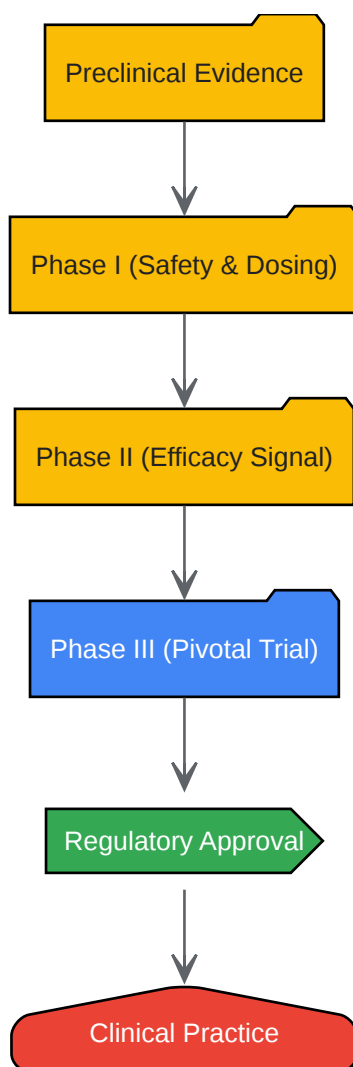 Preclinical Evidence
Phase I (Safety & Dosing)
Phase II (Efficacy Signal)
Phase III (Pivotal Trial)
Regulatory Approval
Clinical Practice